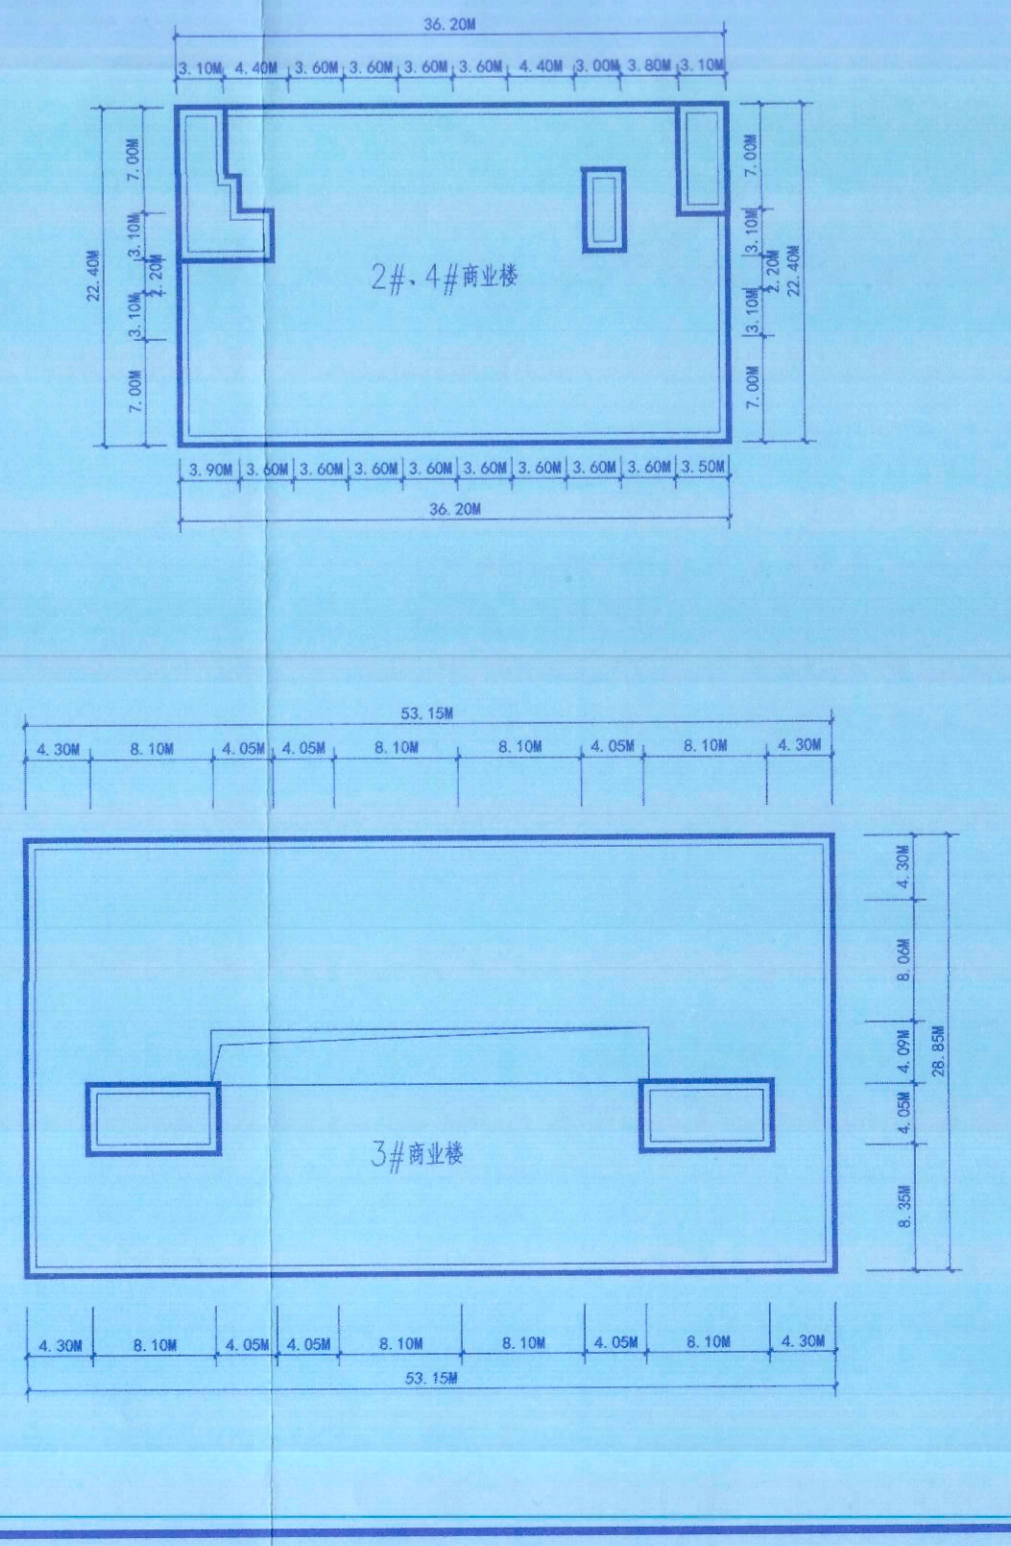 36.20M
3.10M 4.40M 3.60M 3.60M 3.60M 3.60M 4.40M 3.00M 3.80M 3.10M
7.00M
3.10M
2.20M
3.10M
7.00M
22.40M
2#、4#商业楼
7.00M
3.10M
2.20M
3.10M
7.00M
22.40M
3.90M 3.60M 3.60M 3.60M 3.60M 3.60M 3.60M 3.60M 3.60M 3.50M
36.20M
53.15M
4.30M 8.10M 4.05M 4.05M 8.10M 8.10M 4.05M 8.10M 4.30M
4.30M
8.06M
4.09M
4.05M
8.35M
28.85M
3#商业楼
4.30M 8.10M 4.05M 4.05M 8.10M 8.10M 4.05M 8.10M 4.30M
53.15M